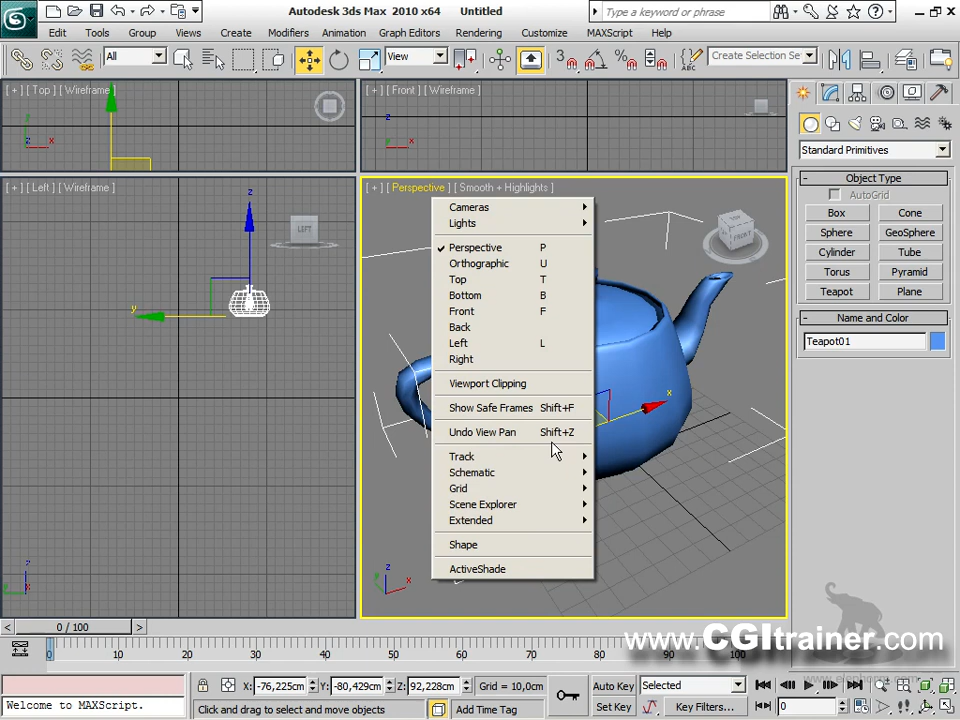 Autodesk 3ds Max 2010 x64 Untitled
Type a keyword or phrase
Edit Tools Group Views Create Modifiers Animation Graph Editors Rendering Customize MAXScript Help
All
View
3
ABC
Create Selection Se
[ + ] [ Top ] [ Wireframe ]
[ + ] [ Front ] [ Wireframe ]
[ + ] [ Left ] [ Wireframe ]
[ + ] [ Perspective ] [ Smooth + Highlights ]
z
x
z
x
z
y
LEFT
FRONT
x
Cameras
Lights
Perspective P
Orthographic U
Top T
Bottom B
Front F
Back
Left L
Right
Viewport Clipping
Show Safe Frames Shift+F
Undo View Pan Shift+Z
Track
Schematic
Grid
Scene Explorer
Extended
Shape
ActiveShade
Standard Primitives
- Object Type
AutoGrid
Box Cone
Sphere GeoSphere
Cylinder Tube
Torus Pyramid
Teapot Plane
- Name and Color
Teapot01
www.CGItrainer.com
< 0 / 100 >
0 10 20 30 40 50 60 70 80 90 100
X: -76,225cm Y: -80,429cm Z: 92,228cm Grid = 10,0cm
Auto Key Selected
Welcome to MAXScript.
Click and drag to select and move objects
Add Time Tag
Set Key Key Filters...
0